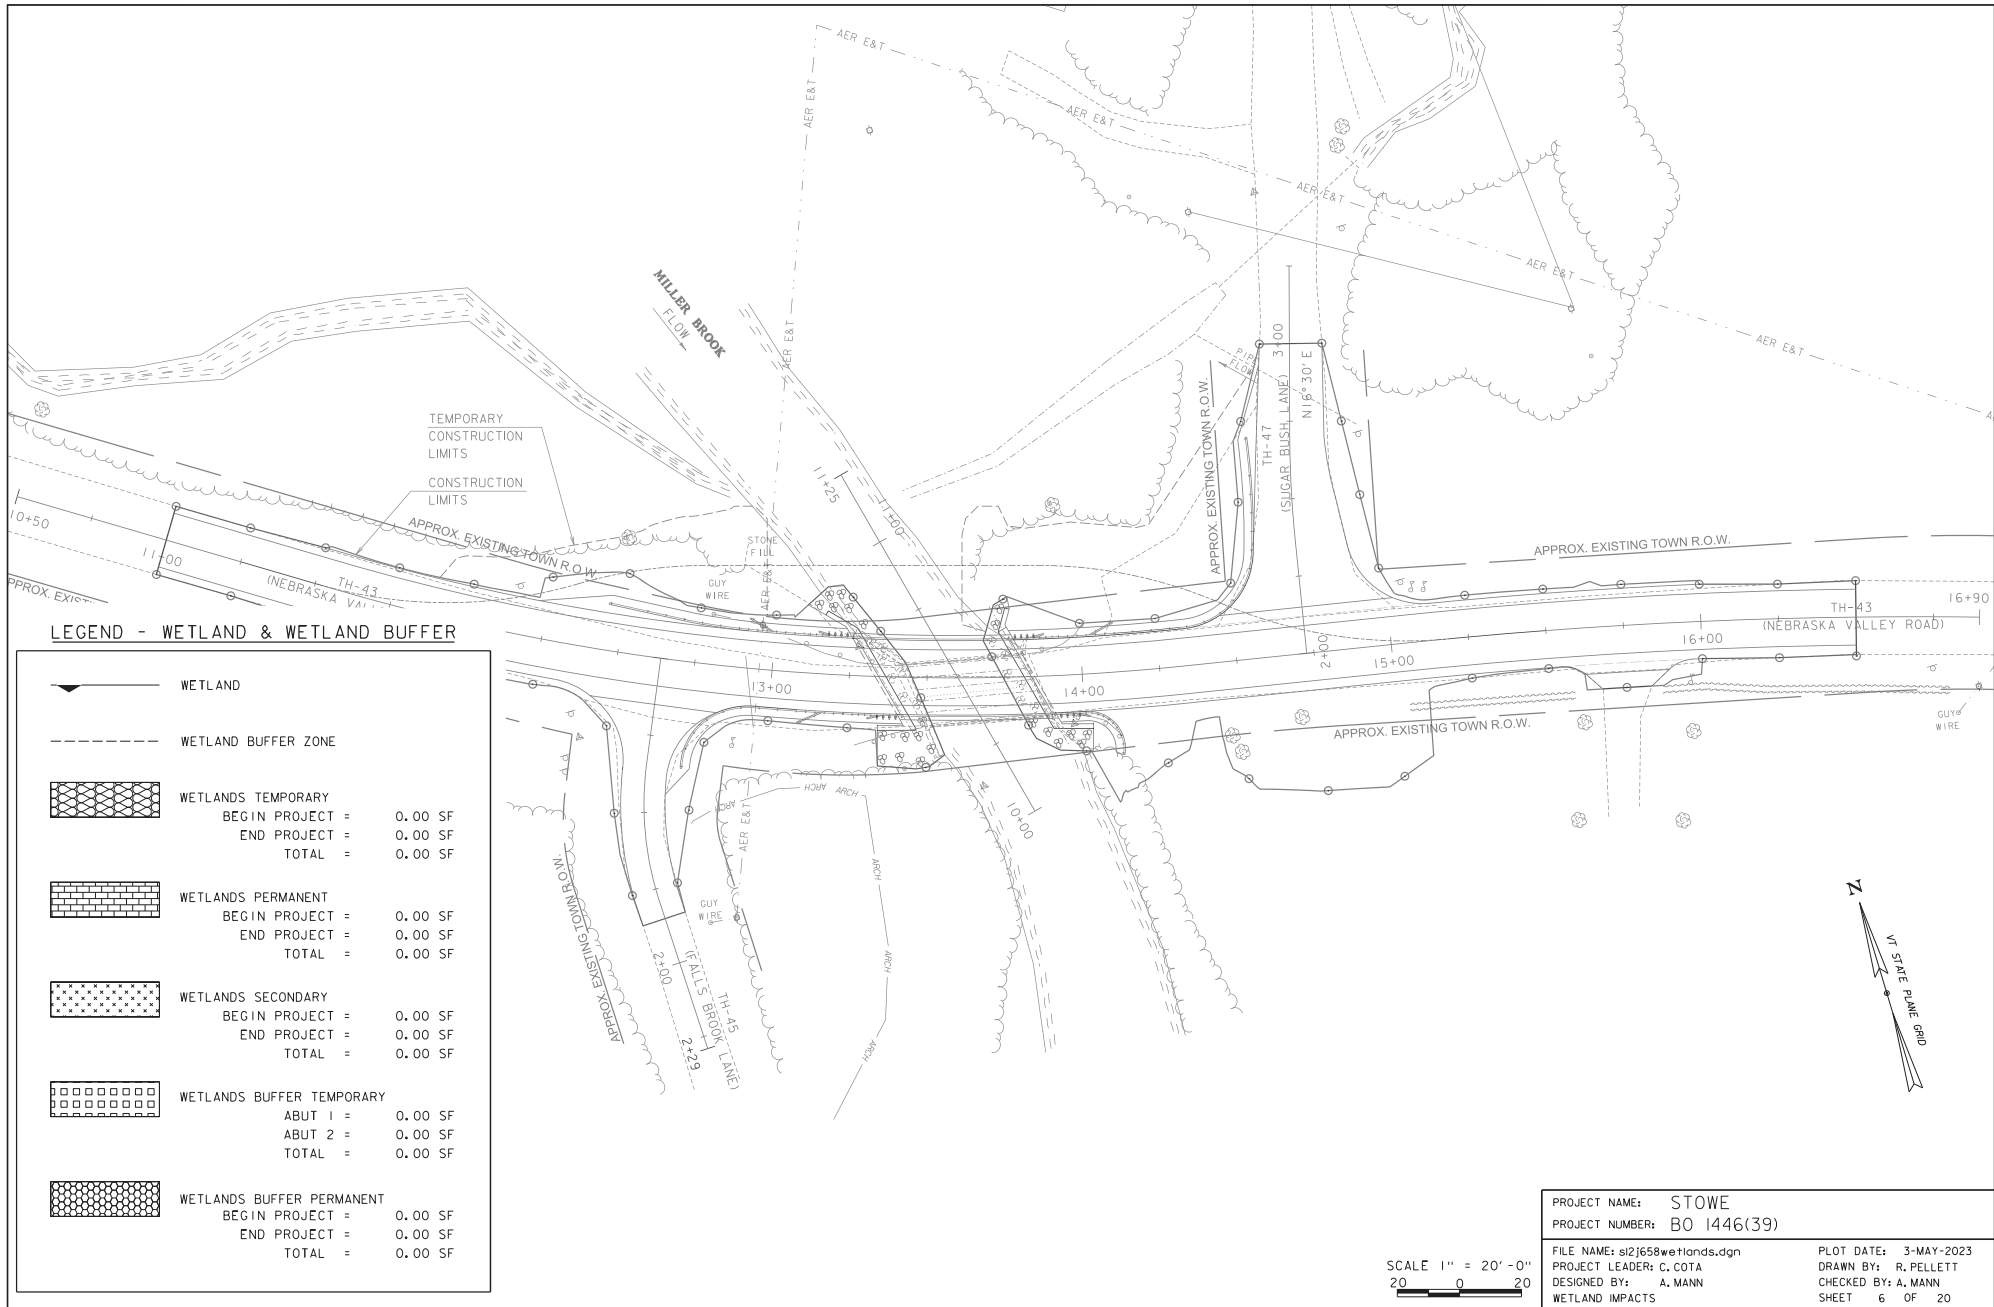 AER E&T
AER E&T
AER E&T
AER E&T
AER E&T
AER E&T
AER E&T
MILLER BROOK
FLOW
TEMPORARY
CONSTRUCTION
LIMITS
CONSTRUCTION
LIMITS
APPROX. EXISTING TOWN R.O.W.
10+50
11+00
TH-43
(NEBRASKA VAL
PROX. EXIST
STONE
FILL
AER E&T
GUY
WIRE
11+25
11+00
PIPE
FLOW
APPROX. EXISTING TOWN R.O.W.
TH-47
(SUGAR BUSH LANE)
3+00
N16°30' E
APPROX. EXISTING TOWN R.O.W.
TH-43
(NEBRASKA VALLEY ROAD)
16+90
13+00
14+00
2+00
15+00
16+00
APPROX. EXISTING TOWN R.O.W.
GUY
WIRE
10+00
ARCH
ARCH
ARCH
AER E&T
ARCH
ARCH
ARCH
APPROX. EXISTING TOWN R.O.W.
GUY
WIRE
2+00
(FALLS BROOK LANE)
TH-45
2+29
N
VT STATE PLANE GRID
LEGEND - WETLAND & WETLAND BUFFER
WETLAND
WETLAND BUFFER ZONE
WETLANDS TEMPORARY
BEGIN PROJECT = 0.00 SF
END PROJECT = 0.00 SF
TOTAL = 0.00 SF
WETLANDS PERMANENT
BEGIN PROJECT = 0.00 SF
END PROJECT = 0.00 SF
TOTAL = 0.00 SF
WETLANDS SECONDARY
BEGIN PROJECT = 0.00 SF
END PROJECT = 0.00 SF
TOTAL = 0.00 SF
WETLANDS BUFFER TEMPORARY
ABUT 1 = 0.00 SF
ABUT 2 = 0.00 SF
TOTAL = 0.00 SF
WETLANDS BUFFER PERMANENT
BEGIN PROJECT = 0.00 SF
END PROJECT = 0.00 SF
TOTAL = 0.00 SF
SCALE 1" = 20'-0"
20 0 20
PROJECT NAME: STOWE
PROJECT NUMBER: BO 1446(39)
FILE NAME: s12j658wetlands.dgn PLOT DATE: 3-MAY-2023
PROJECT LEADER: C. COTA DRAWN BY: R. PELLETT
DESIGNED BY: A. MANN CHECKED BY: A. MANN
WETLAND IMPACTS SHEET 6 OF 20